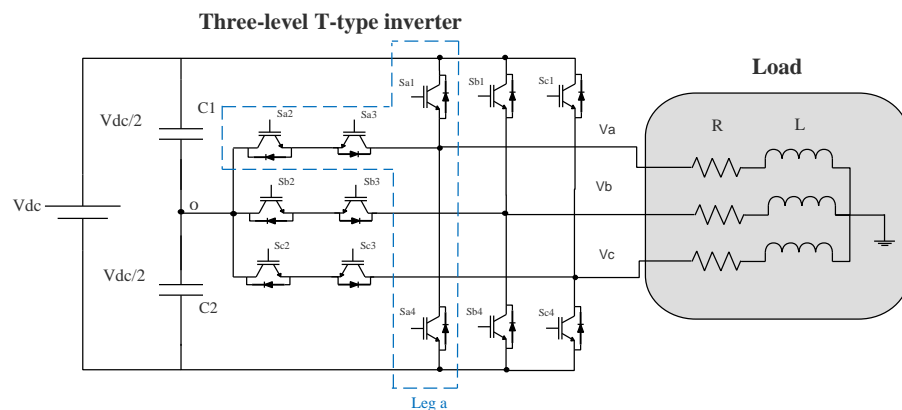 Three-level T-type inverter
Load
Sa1
Sb1
Sc1
C1
Vdc/2
Sa2
Sa3
Va
R
L
Sb2
Sb3
Vb
Vdc
O
Sc2
Sc3
Vc
Vdc/2
C2
Sa4
Sb4
Sc4
Leg a